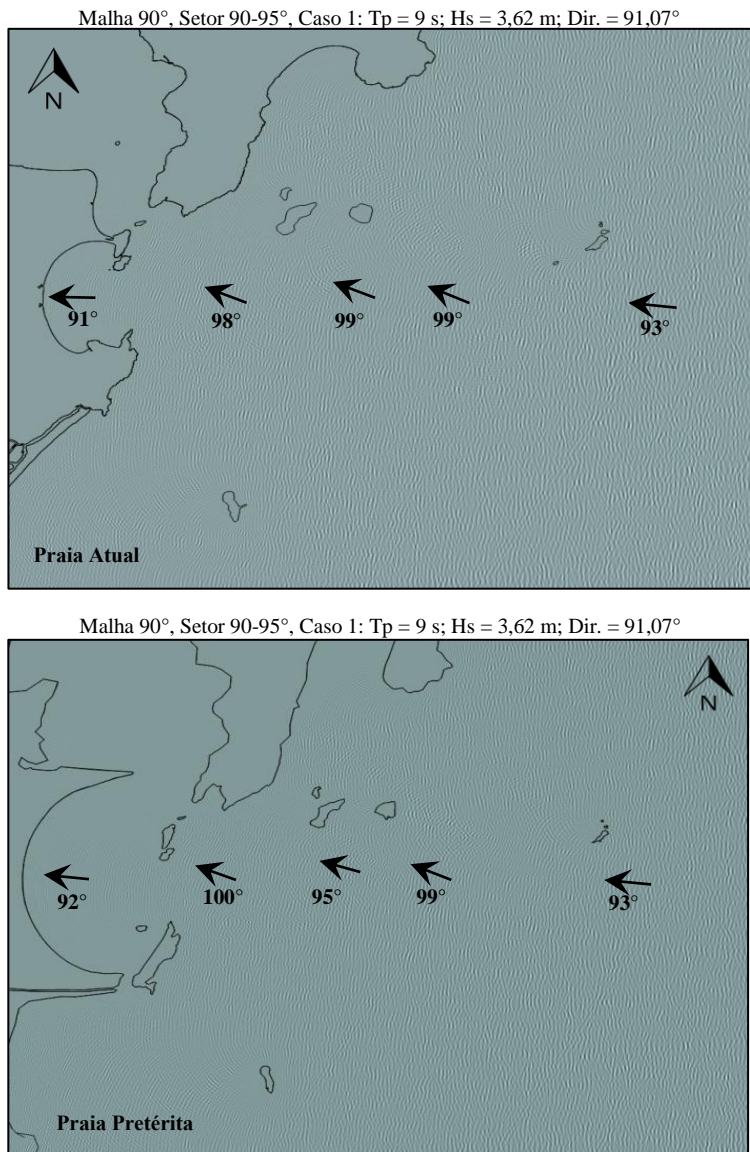 Malha 90°, Setor 90-95°, Caso 1: Tp = 9 s; Hs = 3,62 m; Dir. = 91,07°
N
91°
98°
99°
99°
93°
Praia Atual
Malha 90°, Setor 90-95°, Caso 1: Tp = 9 s; Hs = 3,62 m; Dir. = 91,07°
N
92°
100°
95°
99°
93°
Praia Pretérita